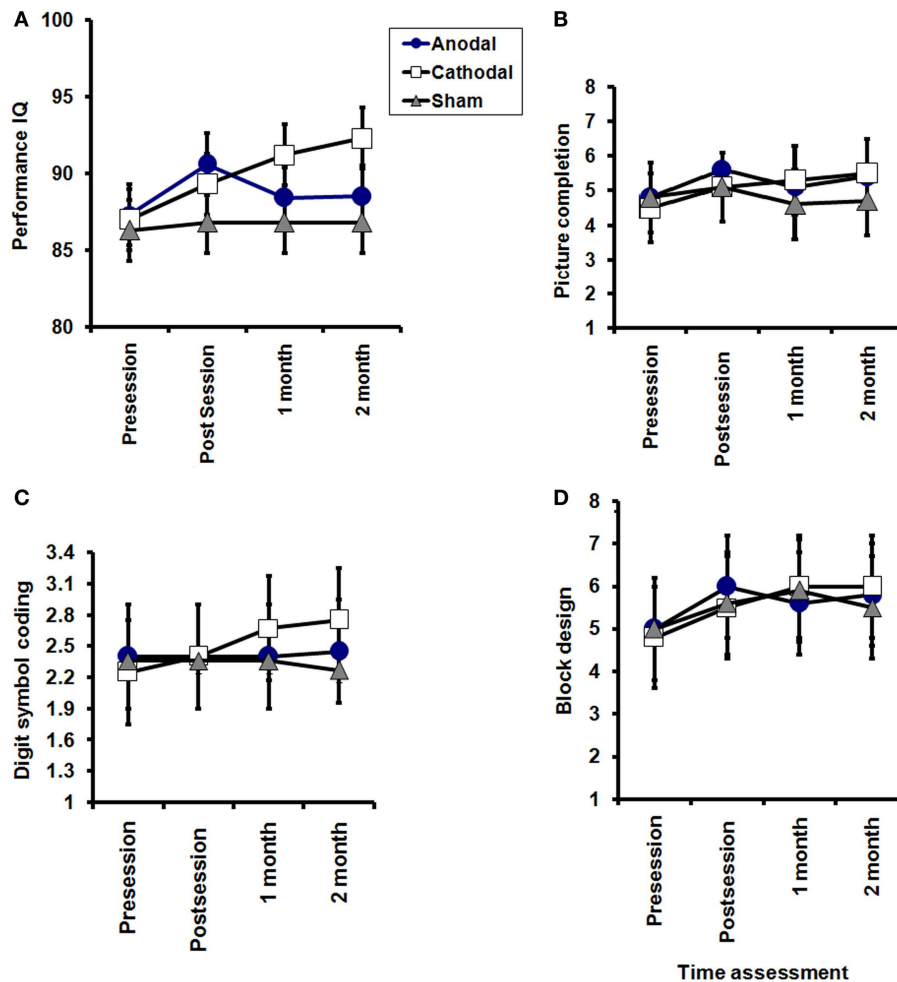 A
Performance IQ
100
95
90
85
80
Anodal
Cathodal
Sham
Presession
Post Session
1 month
2 month
B
Picture completion
8
7
6
5
4
3
2
1
Presession
Postsession
1 month
2 month
C
Digit symbol coding
3.4
3.1
2.8
2.5
2.2
1.9
1.6
1.3
1
Presession
Postsession
1 month
2 month
D
Block design
8
7
6
5
4
3
2
1
Presession
Postsession
1 month
2 month
Time assessment